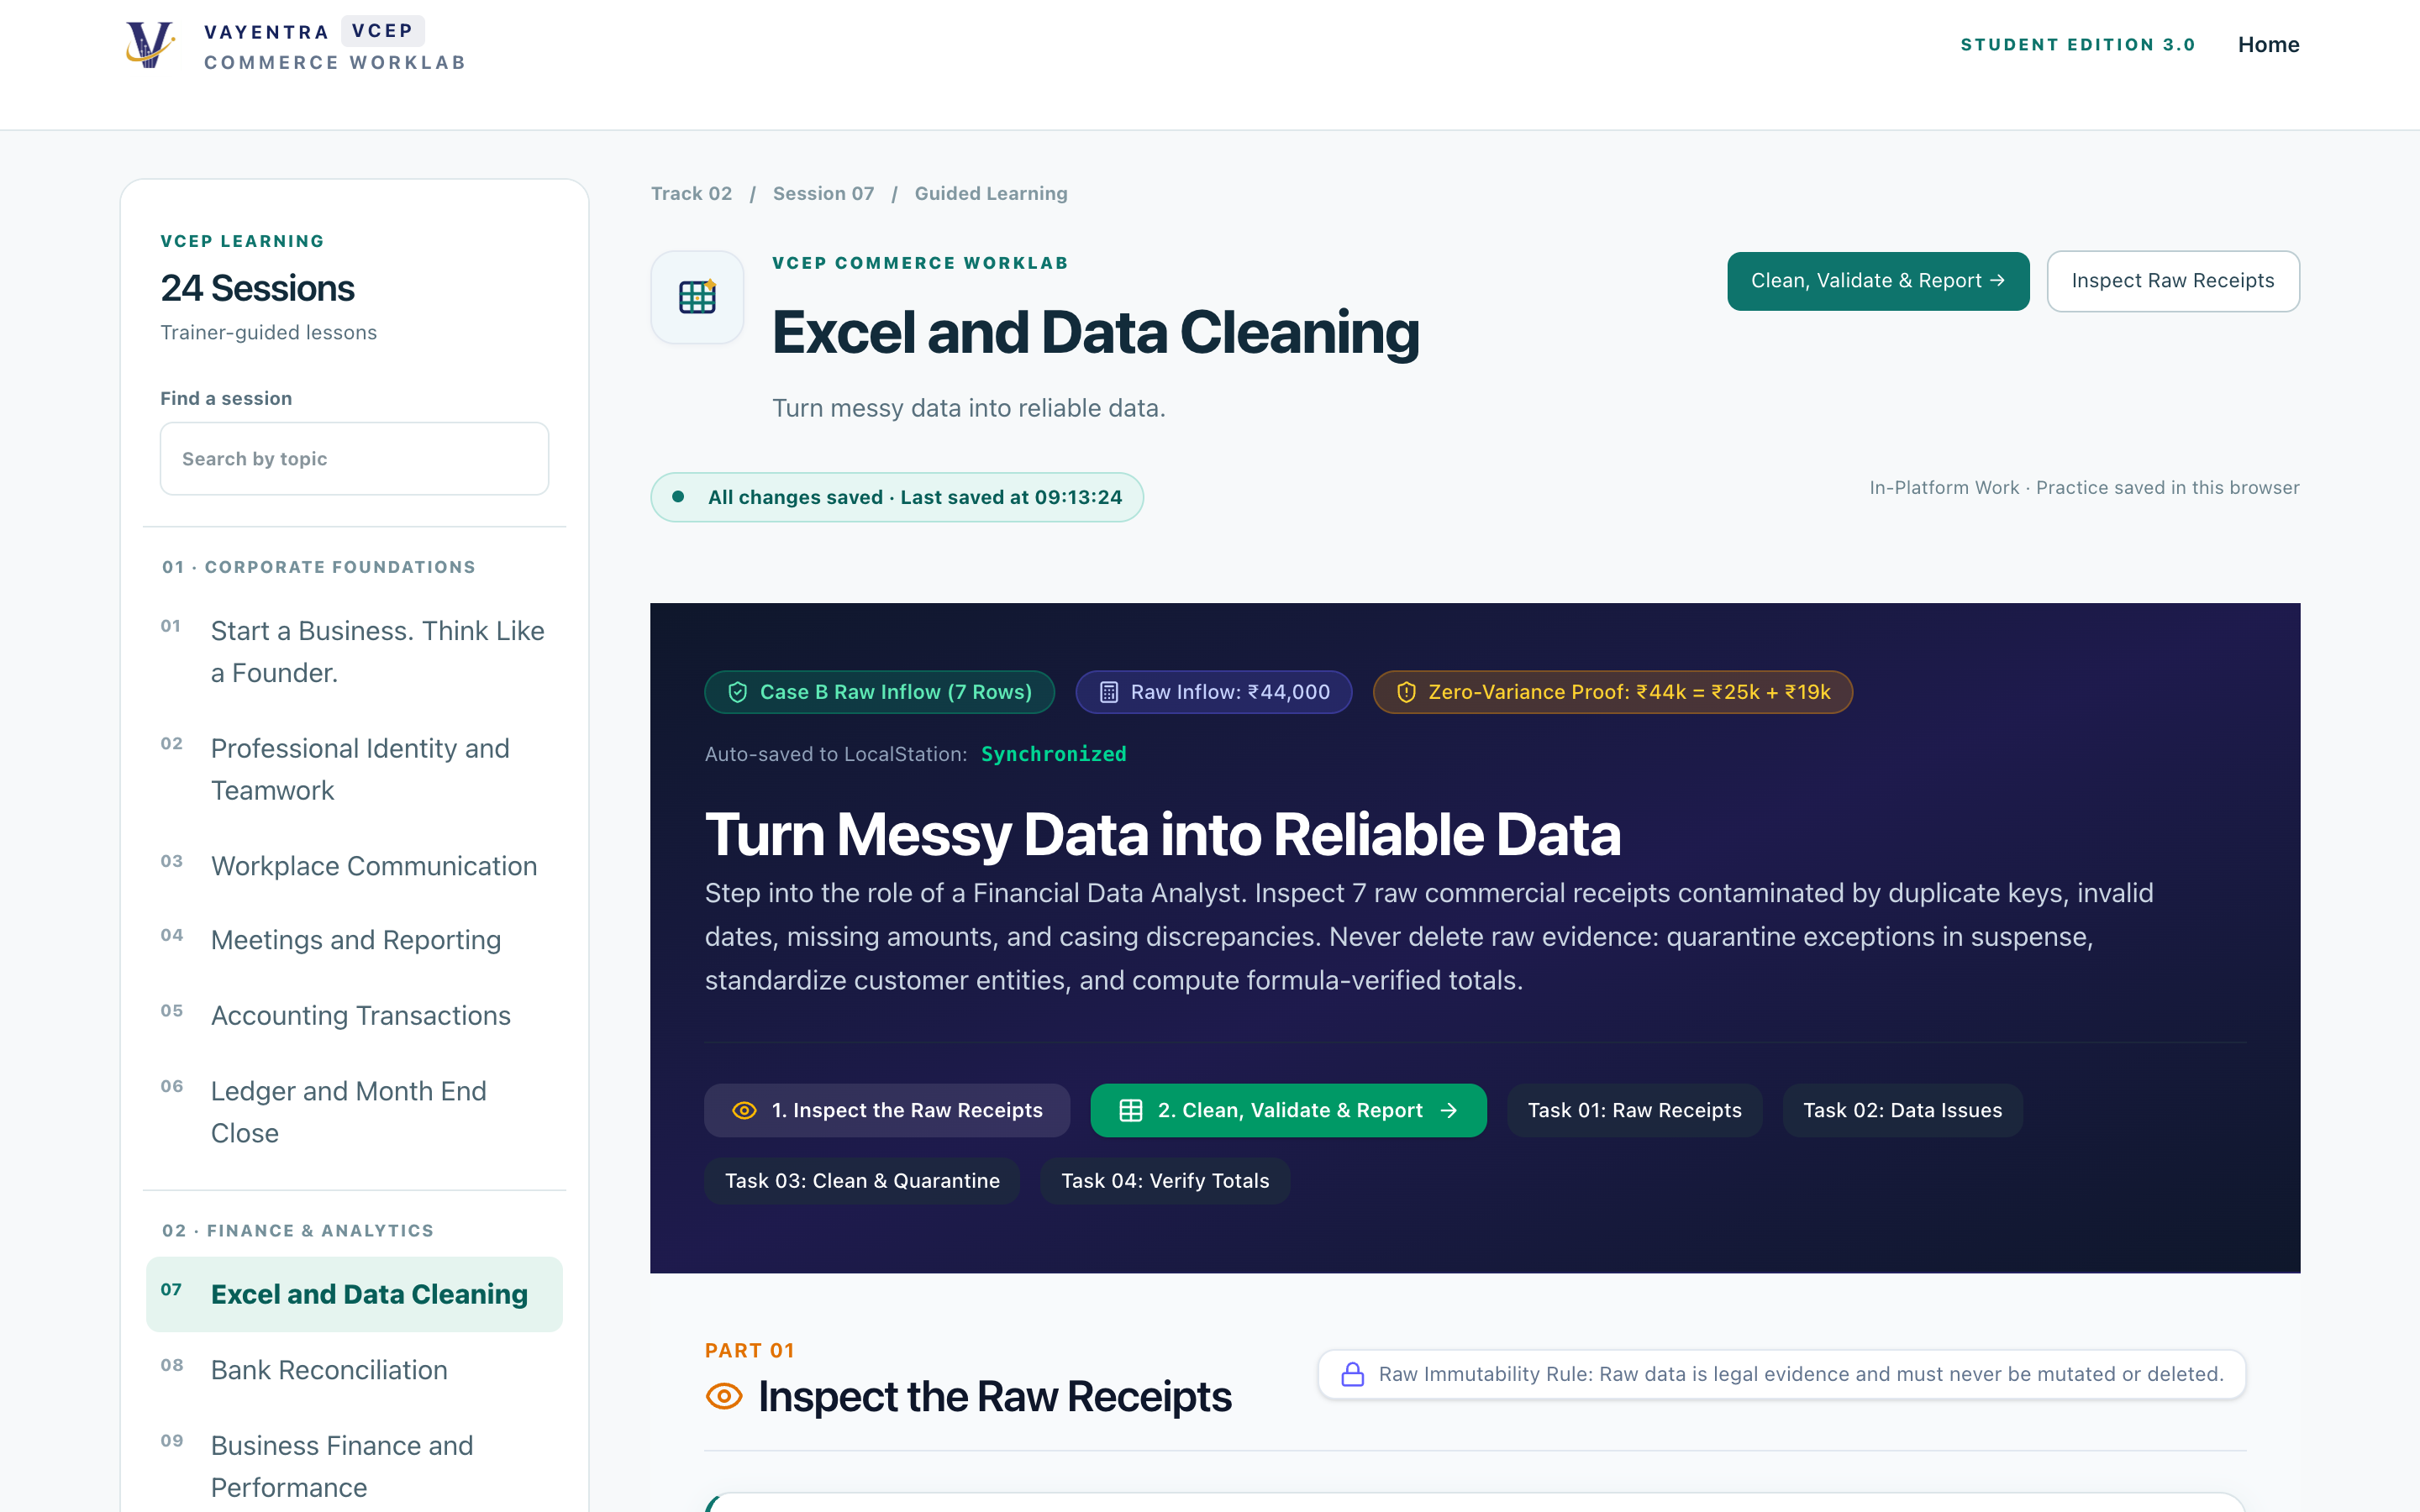 VAYENTRA VCEP
COMMERCE WORKLAB
STUDENT EDITION 3.0
Home
VCEP LEARNING
24 Sessions
Trainer-guided lessons
Find a session
Search by topic
01 · CORPORATE FOUNDATIONS
01 Start a Business. Think Like
a Founder.
02 Professional Identity and
Teamwork
03 Workplace Communication
04 Meetings and Reporting
05 Accounting Transactions
06 Ledger and Month End
Close
02 · FINANCE & ANALYTICS
07 Excel and Data Cleaning
08 Bank Reconciliation
09 Business Finance and
Performance
Track 02 / Session 07 / Guided Learning
VCEP COMMERCE WORKLAB
Excel and Data Cleaning
Turn messy data into reliable data.
Clean, Validate & Report →
Inspect Raw Receipts
All changes saved · Last saved at 09:13:24
In-Platform Work · Practice saved in this browser
Case B Raw Inflow (7 Rows)
Raw Inflow: ₹44,000
Zero-Variance Proof: ₹44k = ₹25k + ₹19k
Auto-saved to LocalStation: Synchronized
Turn Messy Data into Reliable Data
Step into the role of a Financial Data Analyst. Inspect 7 raw commercial receipts contaminated by duplicate keys, invalid
dates, missing amounts, and casing discrepancies. Never delete raw evidence: quarantine exceptions in suspense,
standardize customer entities, and compute formula-verified totals.
1. Inspect the Raw Receipts
2. Clean, Validate & Report →
Task 01: Raw Receipts
Task 02: Data Issues
Task 03: Clean & Quarantine
Task 04: Verify Totals
PART 01
Inspect the Raw Receipts
Raw Immutability Rule: Raw data is legal evidence and must never be mutated or deleted.